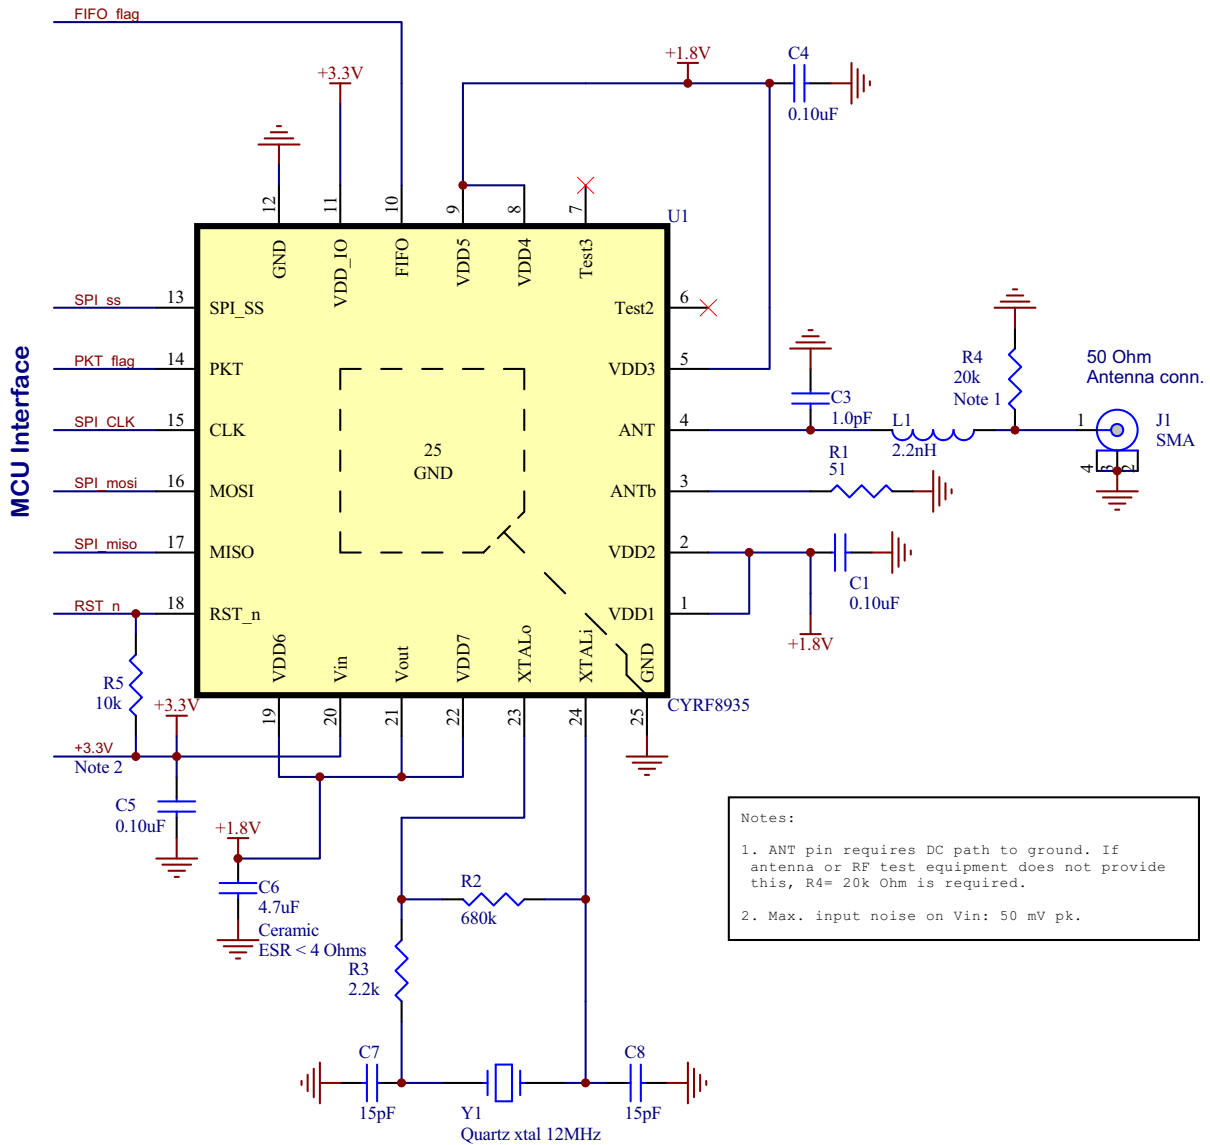 FIFO_flag
+3.3V
+1.8V
C4
0.10uF
12
11
10
9
8
7
U1
GND
VDD_IO
FIFO
VDD5
VDD4
Test3
MCU Interface
SPI_ss
13
SPI_SS
Test2
6
PKT_flag
14
PKT
VDD3
5
SPI_CLK
15
CLK
ANT
4
SPI_mosi
16
MOSI
ANTb
3
SPI_miso
17
MISO
VDD2
2
RST_n
18
RST_n
VDD1
1
25
GND
C3
1.0pF
L1
2.2nH
R4
20k
Note 1
50 Ohm
Antenna conn.
1
J1
SMA
4
3
2
R1
51
C1
0.10uF
+1.8V
VDD6
Vin
Vout
VDD7
XTALo
XTALi
GND
19
20
21
22
23
24
25
CYRF8935
R5
10k
+3.3V
+3.3V
Note 2
C5
0.10uF
+1.8V
C6
4.7uF
Ceramic
ESR < 4 Ohms
R2
680k
R3
2.2k
C7
15pF
Y1
Quartz xtal 12MHz
C8
15pF
Notes:
1. ANT pin requires DC path to ground. If
antenna or RF test equipment does not provide
this, R4= 20k Ohm is required.
2. Max. input noise on Vin: 50 mV pk.